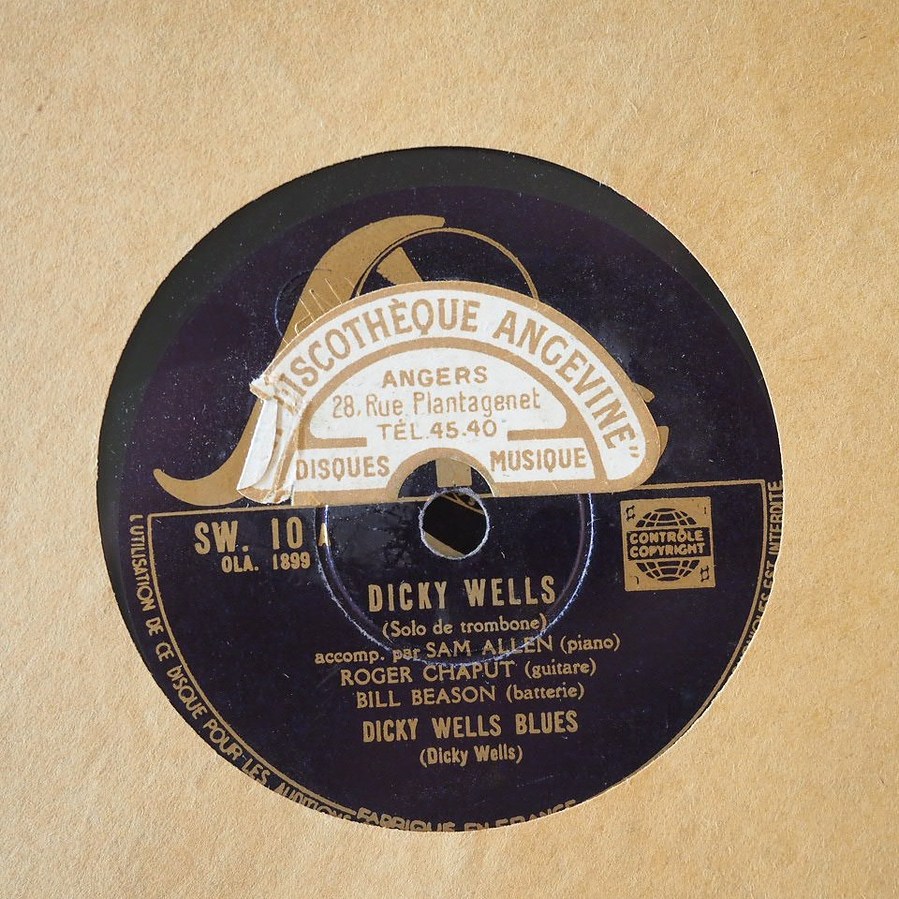 DISCOTHÈQUE ANGEVINE"
ANGERS
28, Rue Plantagenet
TÉL. 45.40
DISQUES MUSIQUE
SW. 10 A
OLA. 1899
CONTRÔLE
COPYRIGHT
DICKY WELLS
(Solo de trombone)
accomp. par SAM ALLEN (piano)
ROGER CHAPUT (guitare)
BILL BEASON (batterie)
DICKY WELLS BLUES
(Dicky Wells)
L'UTILISATION DE CE DISQUE POUR LES AUDITIONS
EST INTERDITE
FABRIQUÉ EN FRANCE